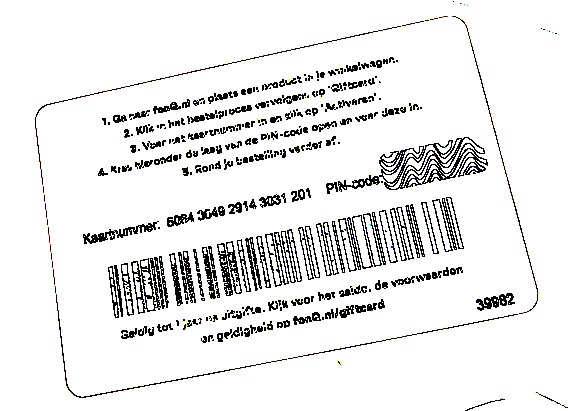 1. Ga naar fonQ.nl en plaats een product in je winkelwagen.
2. Klik in het bestelproces vervolgens op 'Giftcard'.
3. Voer het kaartnummer in en klik op 'Activeren'.
4. Kras hieronder de laag van de PIN-code open en voer deze in.
5. Rond je bestelling verder af.
Kaartnummer: 6064 3649 2914 3031 201 PIN-code:
Geldig tot 1 jaar na uitgifte. Kijk voor het saldo, de voorwaarden
en geldigheid op fonQ.nl/giftcard
39982